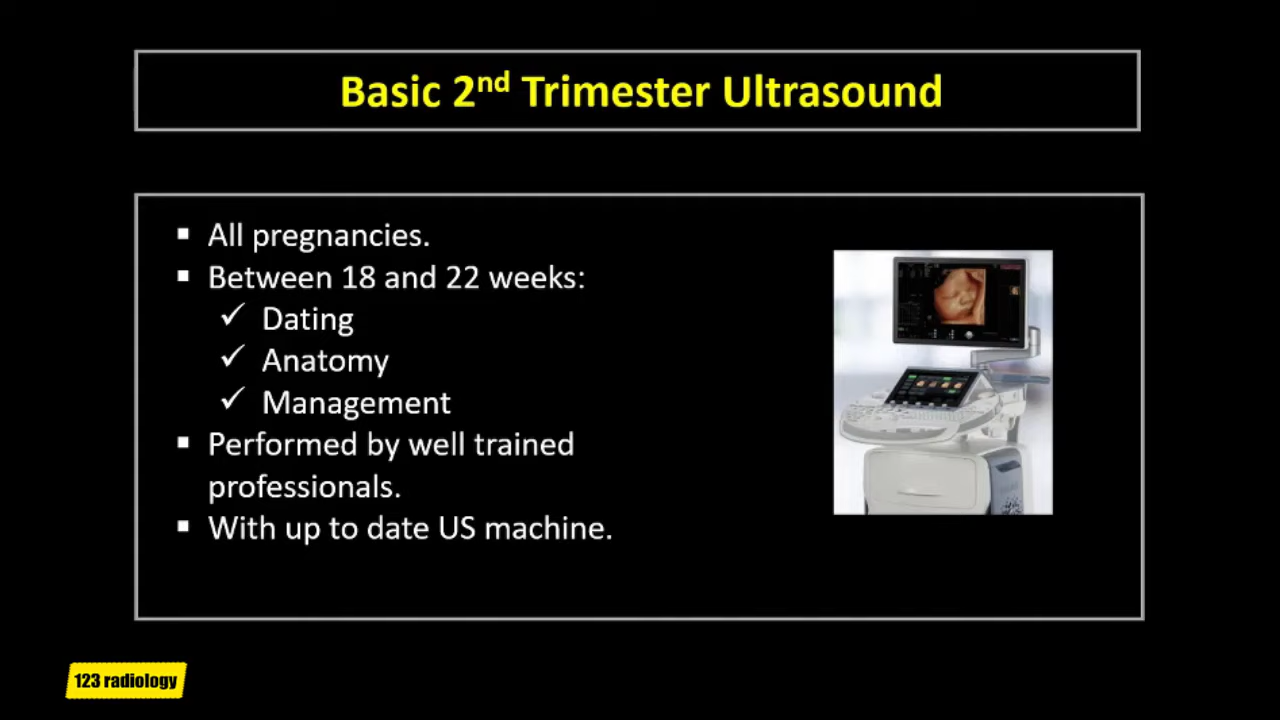 Basic 2nd Trimester Ultrasound
▪ All pregnancies.
▪ Between 18 and 22 weeks:
✓ Dating
✓ Anatomy
✓ Management
▪ Performed by well trained
professionals.
▪ With up to date US machine.
123 radiology